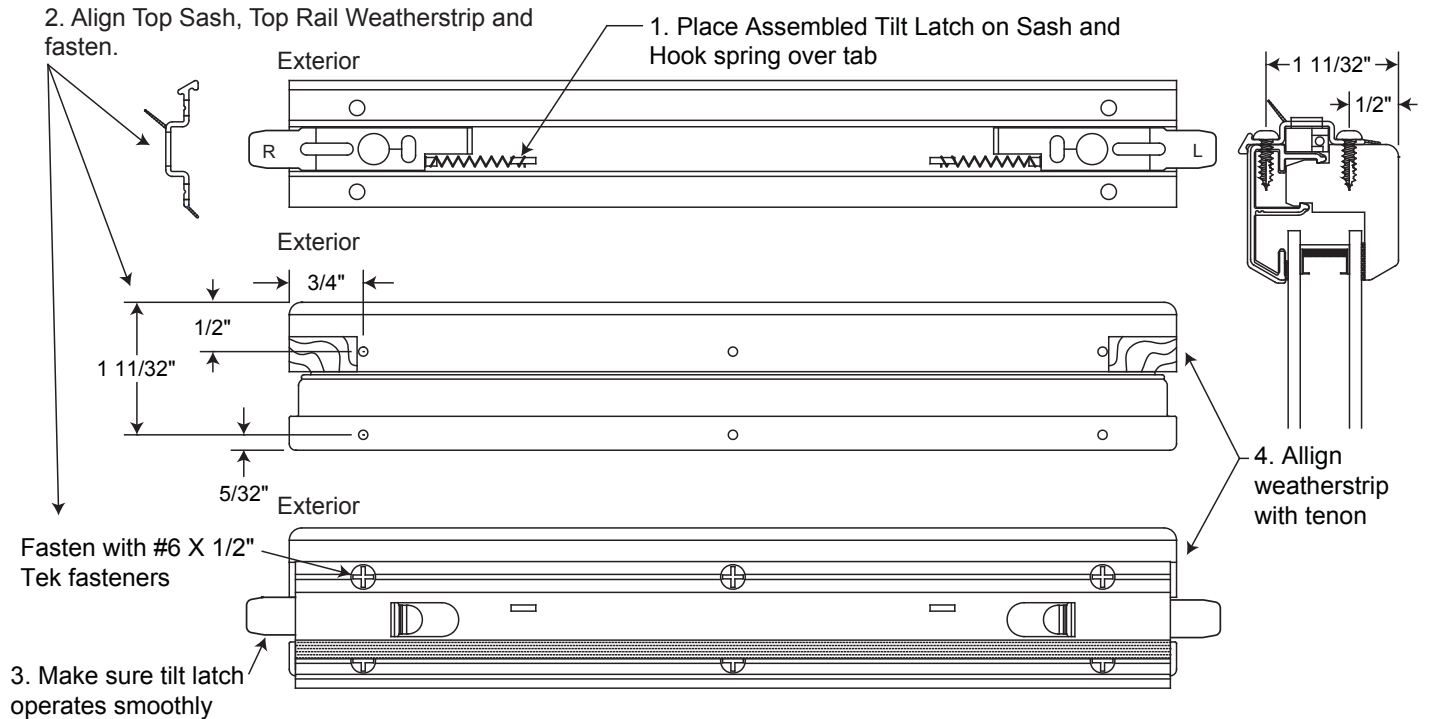 2. Align Top Sash, Top Rail Weatherstrip and
fasten.
1. Place Assembled Tilt Latch on Sash and
Hook spring over tab
Exterior
R
L
1 11/32"
1/2"
Exterior
3/4"
1/2"
1 11/32"
5/32"
4. Allign
weatherstrip
with tenon
Exterior
Fasten with #6 X 1/2"
Tek fasteners
3. Make sure tilt latch
operates smoothly